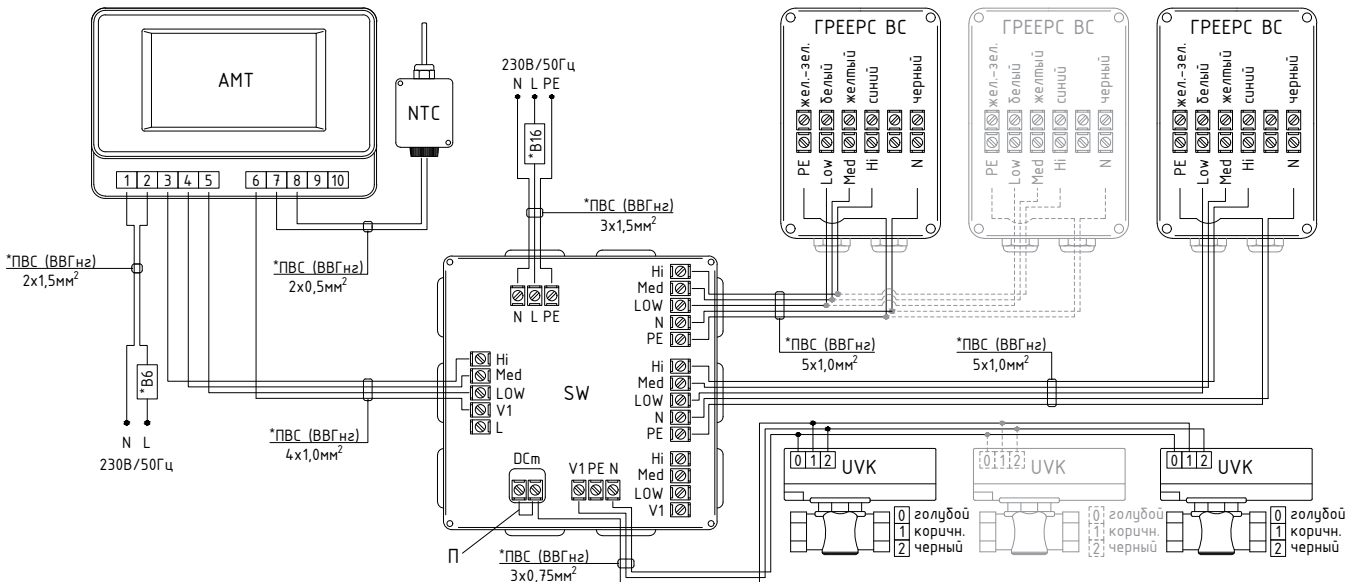 АМТ
NTC
1 2 3 4 5 6 7 8 9 10
230В/50Гц
N L PE
*В16
*ПВС (ВВГнг)
3х1,5мм²
*ПВС (ВВГнг)
2х1,5мм²
*ПВС (ВВГнг)
2х0,5мм²
*В6
N L
230В/50Гц
*ПВС (ВВГнг)
4х1,0мм²
N L PE
Hi
Med
LOW
V1
L
SW
DCm
П
V1 PE N
*ПВС (ВВГнг)
3х0,75мм²
Hi
Med
LOW
N
PE
Hi
Med
LOW
N
PE
Hi
Med
LOW
V1
*ПВС (ВВГнг)
5х1,0мм²
*ПВС (ВВГнг)
5х1,0мм²
ГРЕЕРС ВС
жел.-зел.
белый
желтый
синий
черный
PE
Low
Med
Hi
N
ГРЕЕРС ВС
жел.-зел.
белый
желтый
синий
черный
PE
Low
Med
Hi
N
ГРЕЕРС ВС
жел.-зел.
белый
желтый
синий
черный
PE
Low
Med
Hi
N
0 1 2
UVK
0 голубой
1 коричн.
2 черный
0 1 2
UVK
0 голубой
1 коричн.
2 черный
0 1 2
UVK
0 голубой
1 коричн.
2 черный